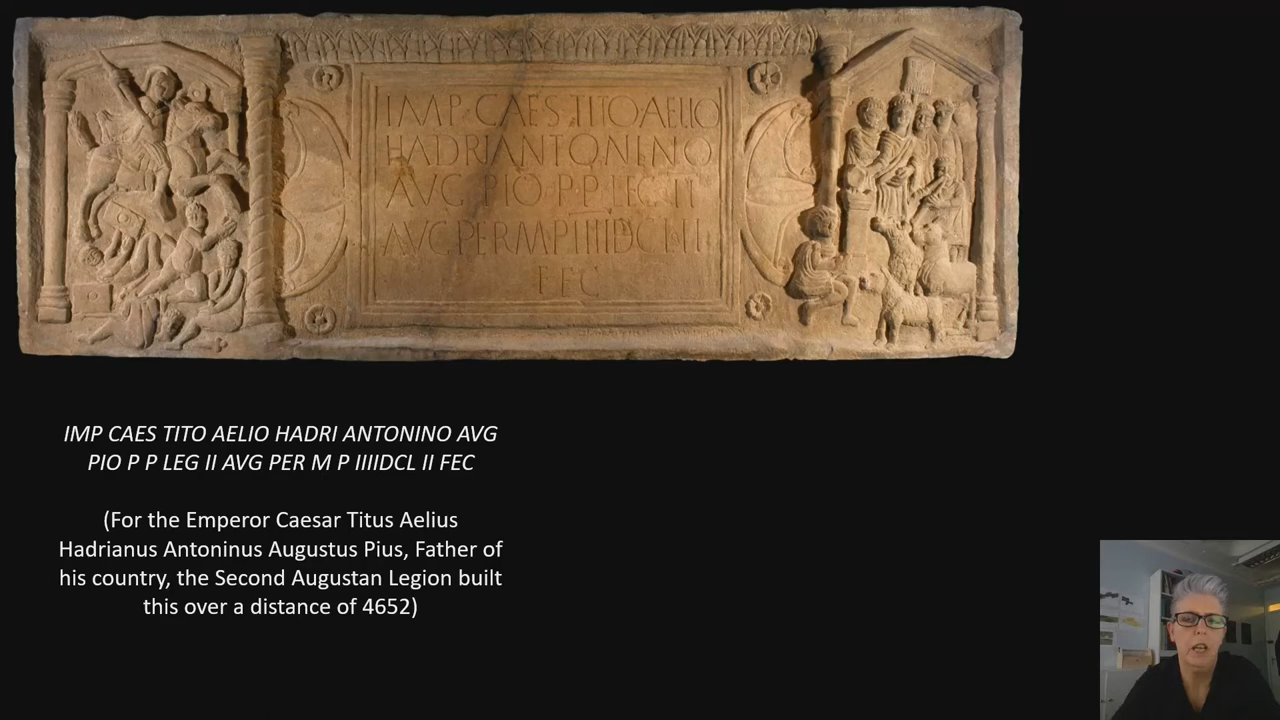 IMP CAES TITO AELIO
HADRI ANTONINO
AVG PIO P P LEG II
AVG PER M P IIIIDCLII
FEC
IMP CAES TITO AELIO HADRI ANTONINO AVG
PIO P P LEG II AVG PER M P IIIIDCL II FEC
(For the Emperor Caesar Titus Aelius
Hadrianus Antoninus Augustus Pius, Father of
his country, the Second Augustan Legion built
this over a distance of 4652)